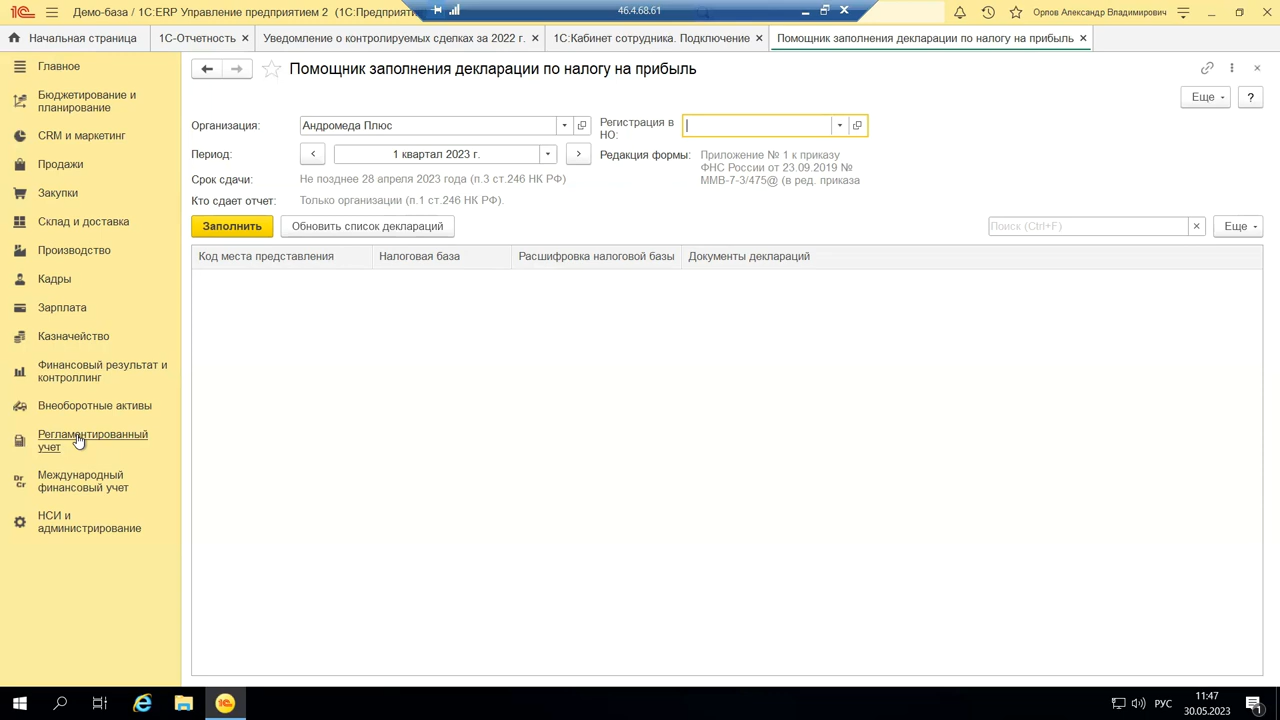 Демо-база / 1С:ERP Управление предприятием 2 (1С:Предприяти
46.4.68.61
Орлов Александр Владимирович
Начальная страница
1С-Отчетность
Уведомление о контролируемых сделках за 2022 г.
1С:Кабинет сотрудника. Подключение
Помощник заполнения декларации по налогу на прибыль
Главное
Бюджетирование и
планирование
CRM и маркетинг
Продажи
Закупки
Склад и доставка
Производство
Кадры
Зарплата
Казначейство
Финансовый результат и
контроллинг
Внеоборотные активы
Регламентированный
учет
Международный
финансовый учет
НСИ и
администрирование
Помощник заполнения декларации по налогу на прибыль
Еще
?
Организация:
Андромеда Плюс
Регистрация в
НО:
Период:
1 квартал 2023 г.
Редакция формы:
Приложение № 1 к приказу
ФНС России от 23.09.2019 №
ММВ-7-3/475@ (в ред. приказа
Срок сдачи:
Не позднее 28 апреля 2023 года (п.3 ст.246 НК РФ)
Кто сдает отчет:
Только организации (п.1 ст.246 НК РФ).
Заполнить
Обновить список деклараций
Поиск (Ctrl+F)
Еще
Код места представления
Налоговая база
Расшифровка налоговой базы
Документы деклараций
РУС
11:47
30.05.2023
1